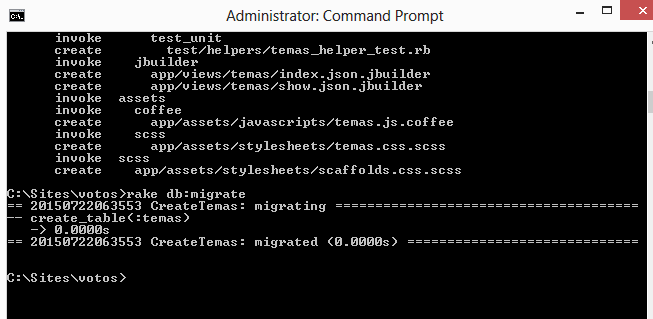 Administrator: Command Prompt
invoke test_unit
create test/helpers/temas_helper_test.rb
invoke jbuilder
create app/views/temas/index.json.jbuilder
create app/views/temas/show.json.jbuilder
invoke assets
invoke coffee
create app/assets/javascripts/temas.js.coffee
invoke scss
create app/assets/stylesheets/temas.css.scss
invoke scss
create app/assets/stylesheets/scaffolds.css.scss
C:\Sites\votos>rake db:migrate
== 20150722063553 CreateTemas: migrating ======================================
-- create_table(:temas)
-> 0.0000s
== 20150722063553 CreateTemas: migrated (0.0000s) =============================
C:\Sites\votos>